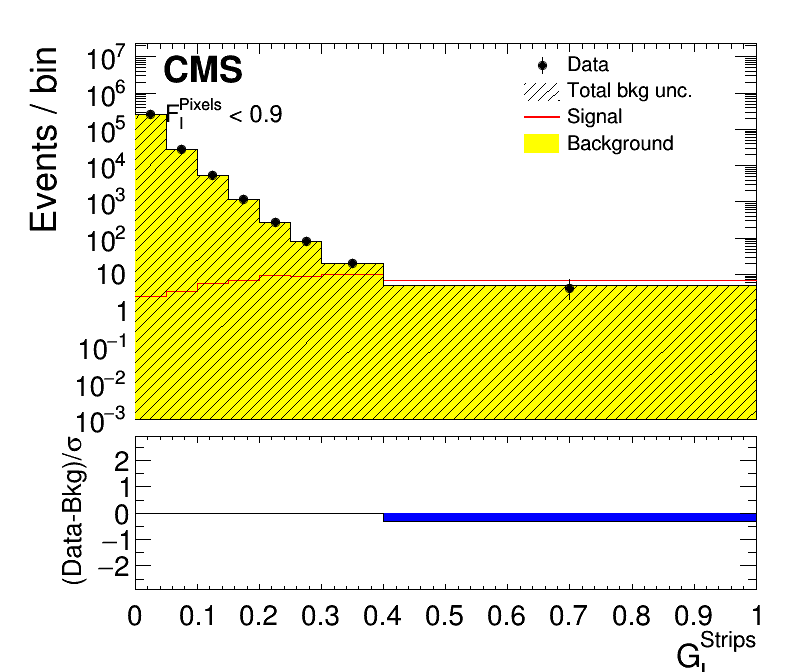 CMS
F_I^Pixels < 0.9
Data
Total bkg unc.
Signal
Background
Events / bin
10^7
10^6
10^5
10^4
10^3
10^2
10
1
10^−1
10^−2
10^−3
(Data-Bkg)/σ
2
1
0
−1
−2
0 0.1 0.2 0.3 0.4 0.5 0.6 0.7 0.8 0.9 1
G_I^Strips